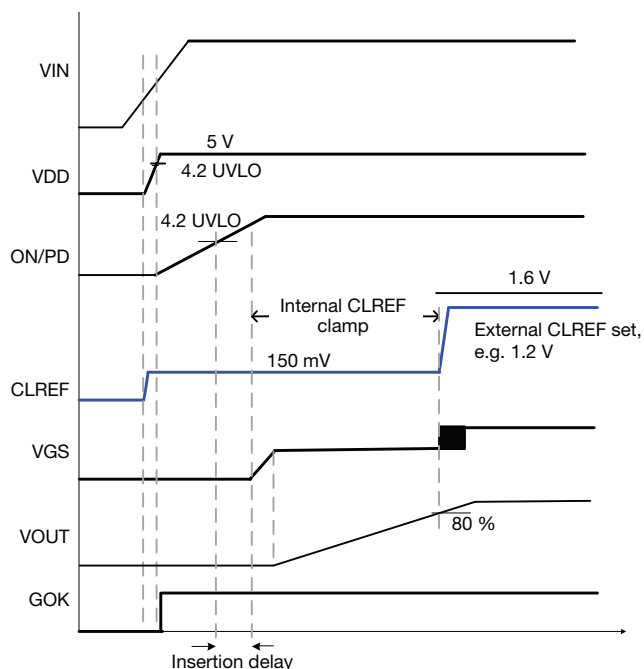 VIN
5 V
VDD
4.2 UVLO
4.2 UVLO
ON/PD
1.6 V
Internal CLREF
clamp
External CLREF set,
e.g. 1.2 V
150 mV
CLREF
VGS
VOUT
80 %
GOK
Insertion delay